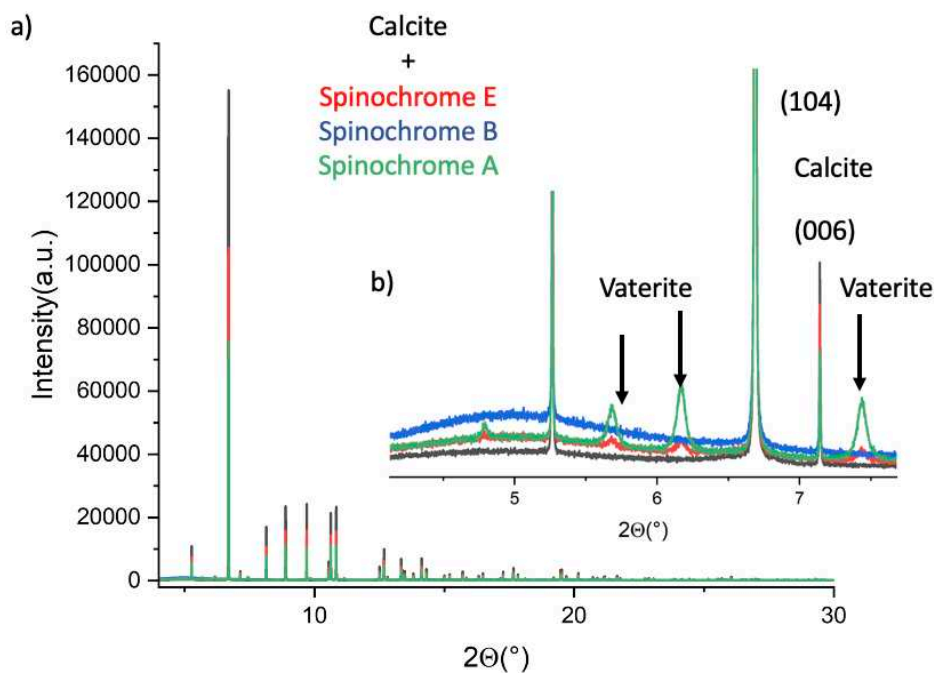 a)
Calcite
+
Spinochrome E
Spinochrome B
Spinochrome A
(104)
Calcite
(006)
b)
Vaterite
Vaterite
160000
140000
120000
100000
80000
60000
40000
20000
0
Intensity(a.u.)
5
6
7
2Θ(°)
10
20
30
2Θ(°)